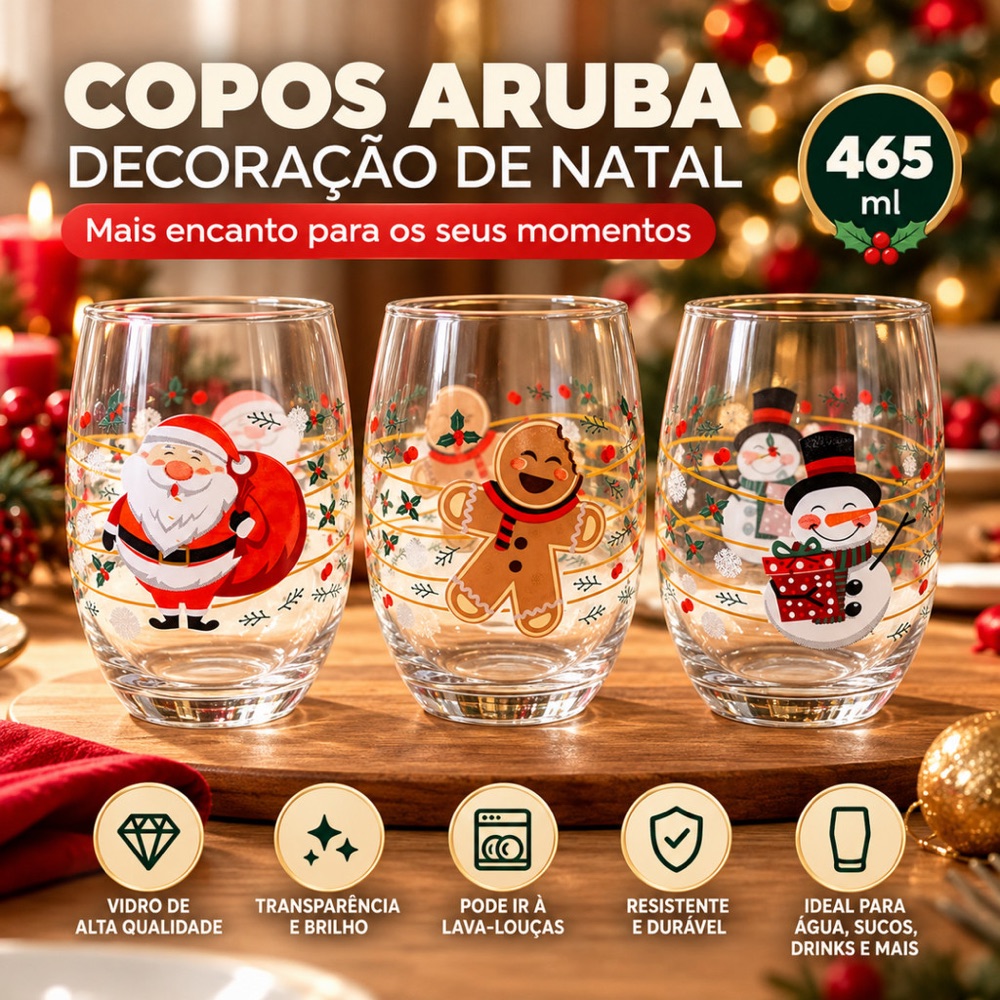 COPOS ARUBA
DECORAÇÃO DE NATAL
Mais encanto para os seus momentos
465
ml
VIDRO DE
ALTA QUALIDADE
TRANSPARÊNCIA
E BRILHO
PODE IR À
LAVA-LOUÇAS
RESISTENTE
E DURÁVEL
IDEAL PARA
ÁGUA, SUCOS,
DRINKS E MAIS